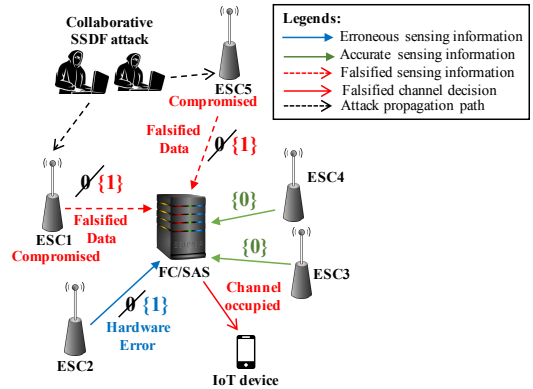 Collaborative
SSDF attack
Legends:
Erroneous sensing information
Accurate sensing information
Falsified sensing information
Falsified channel decision
Attack propagation path
ESC5
Compromised
Falsified
Data
0 {1}
0 {1}
ESC4
{0}
ESC1
Compromised
Falsified
Data
{0}
ESC3
FC/SAS
Channel
occupied
0 {1}
Hardware
Error
ESC2
IoT device